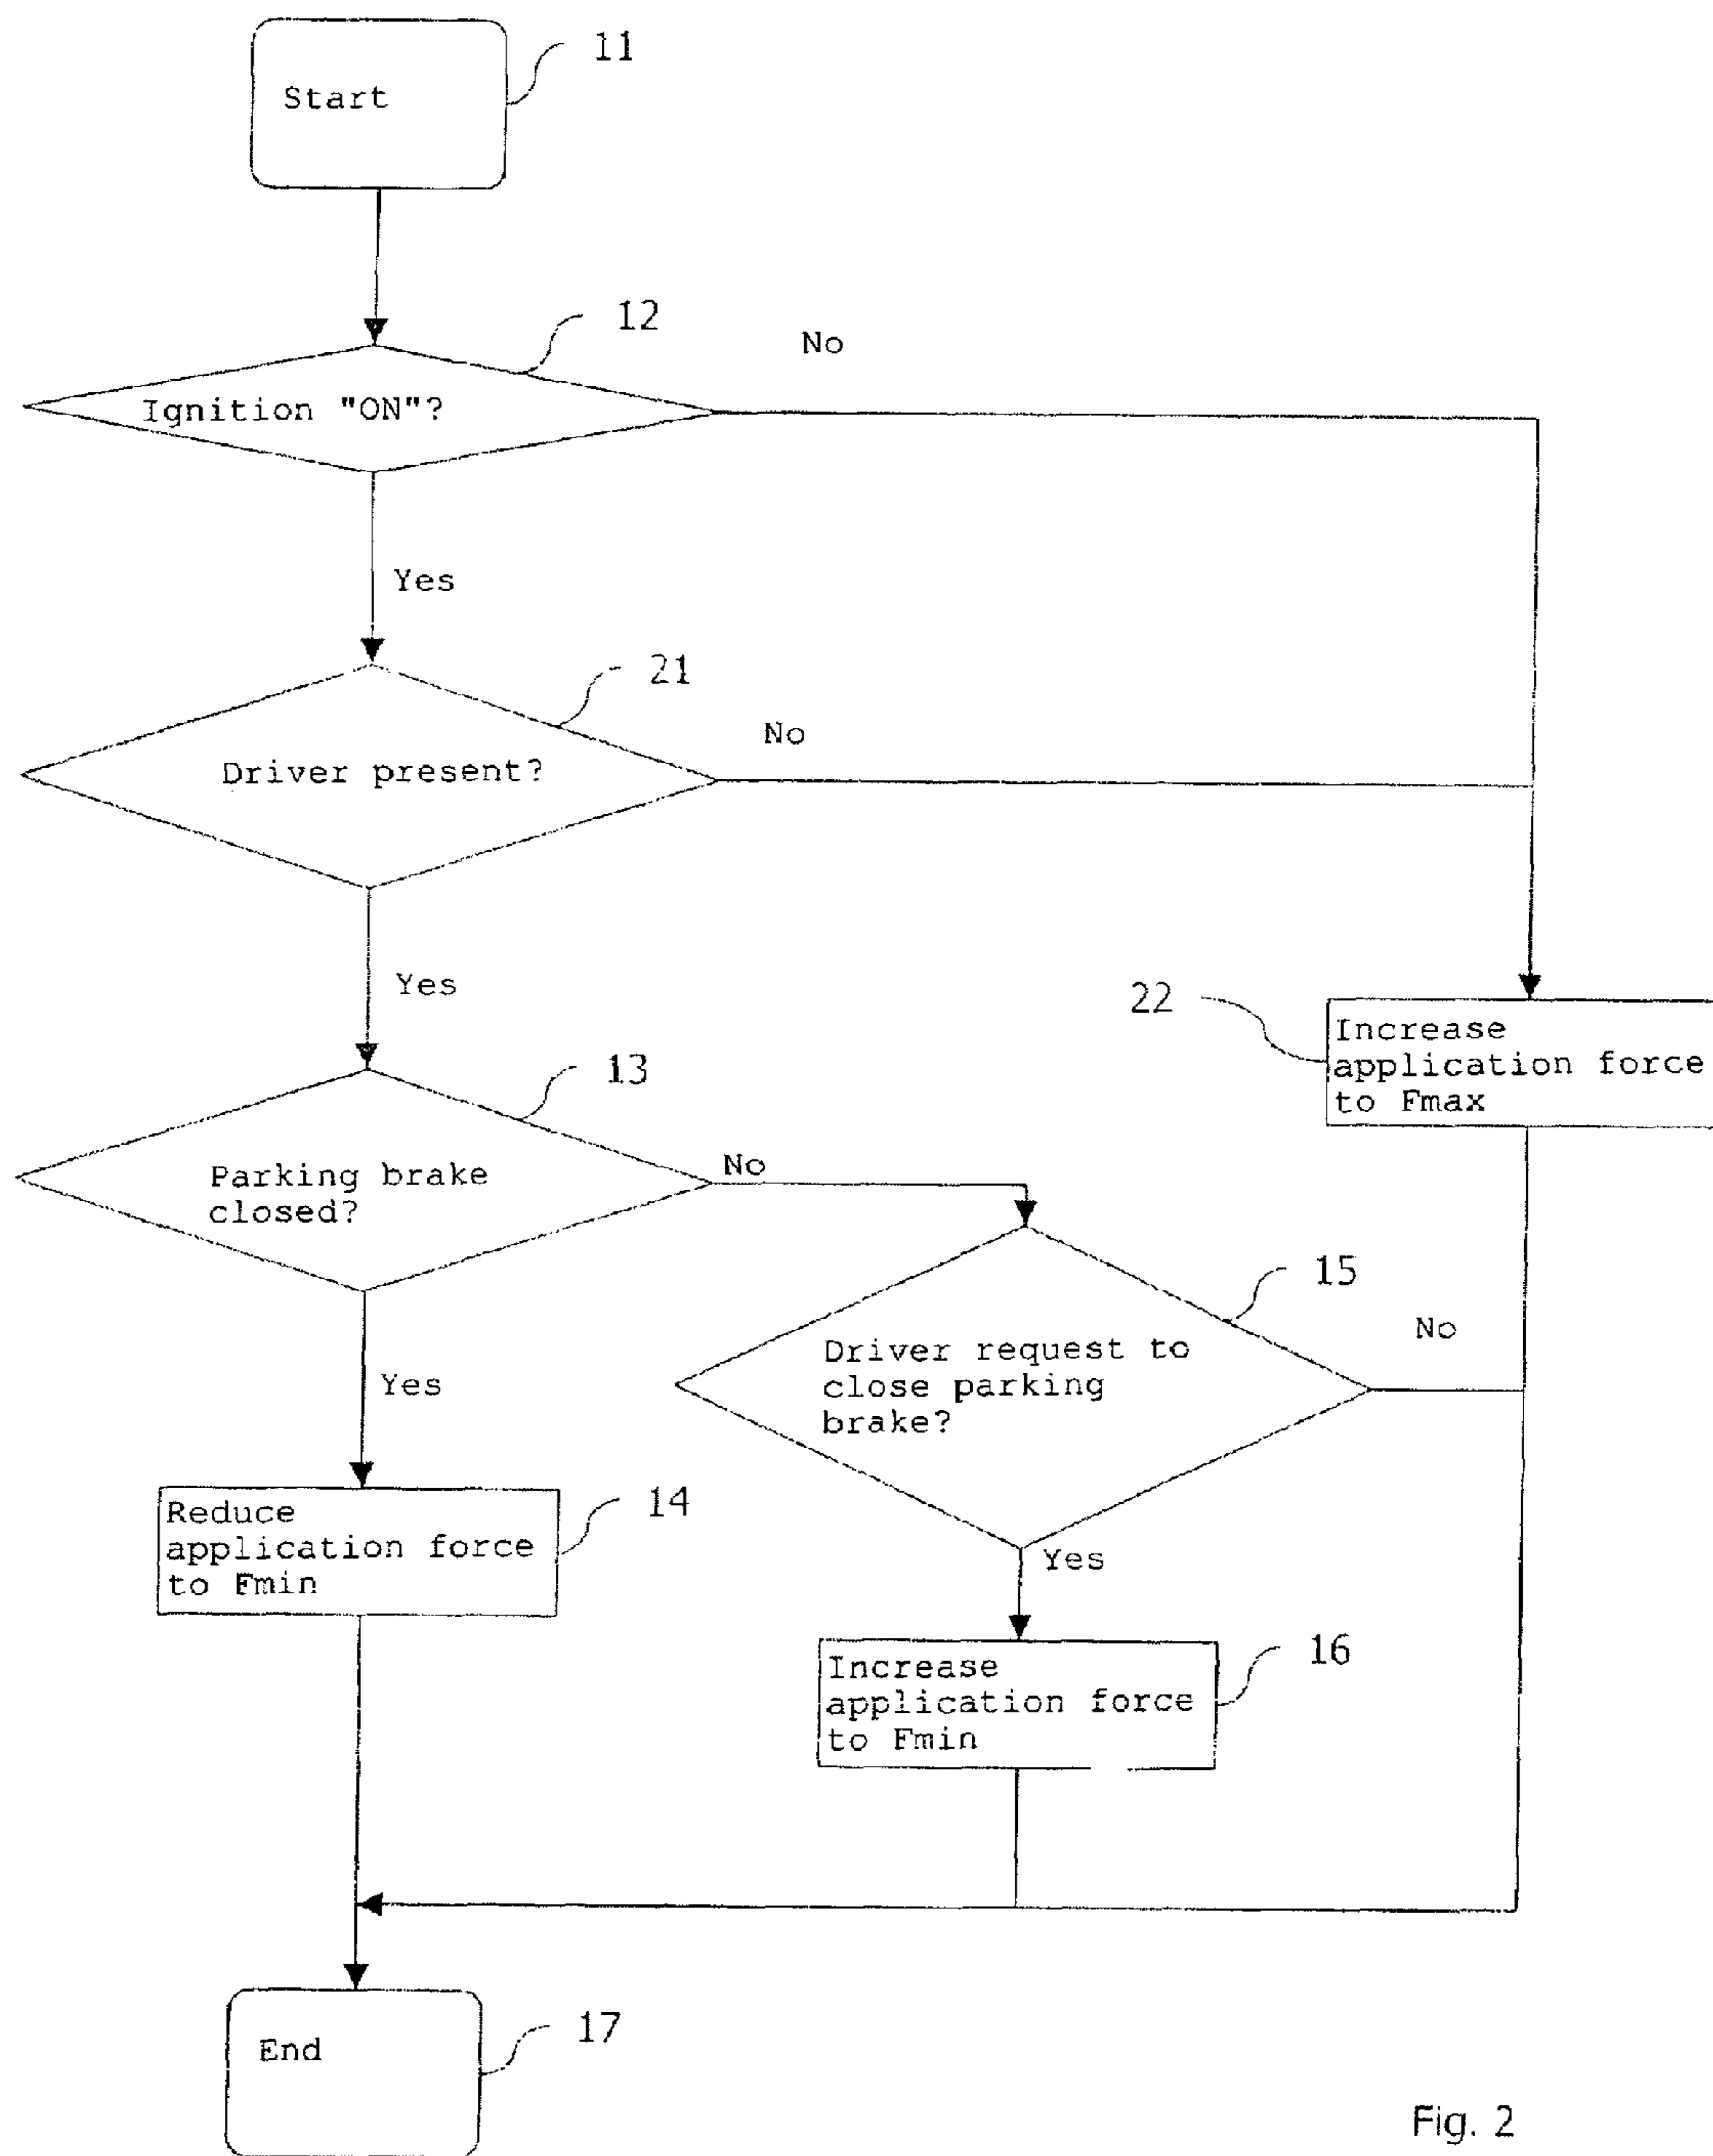 11
Start
12
No
Ignition "ON"?
Yes
21
No
Driver present?
Yes
22
Increase
application force
to Fmax
13
No
Parking brake
closed?
15
No
Driver request to
close parking
brake?
Yes
14
Reduce
application force
to Fmin
Yes
16
Increase
application force
to Fmin
17
End
Fig. 2